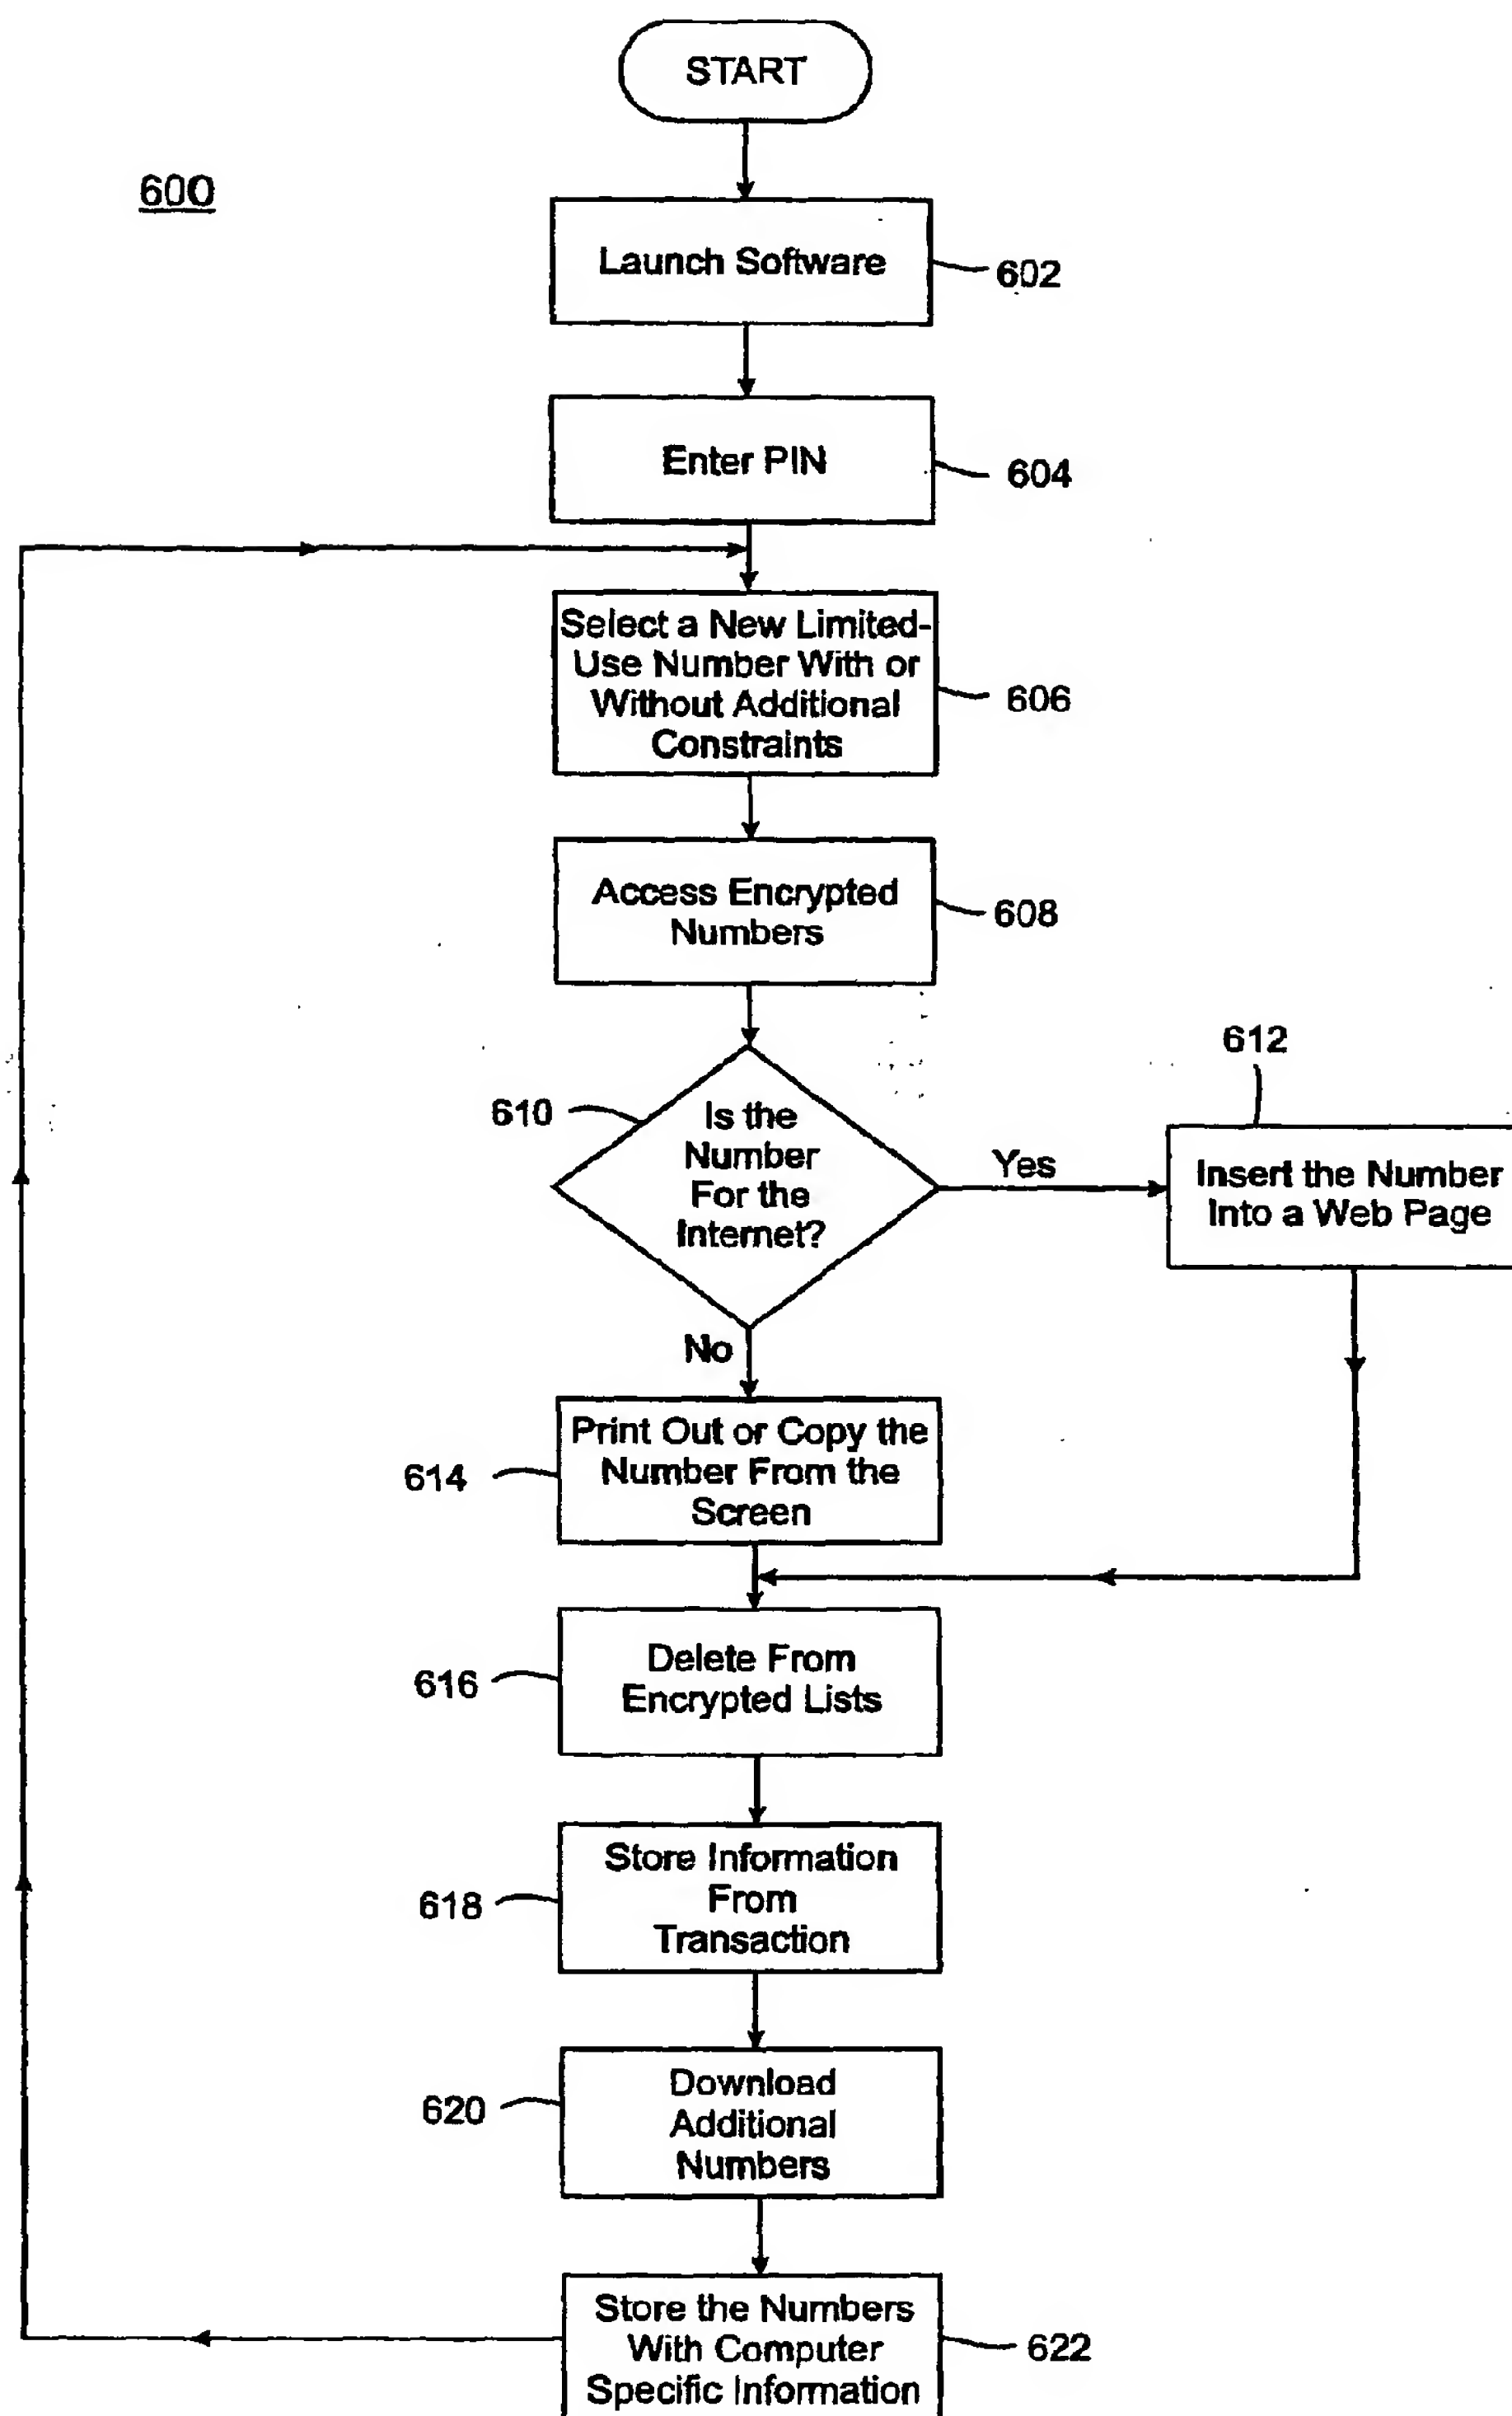 START
600
Launch Software
602
Enter PIN
604
Select a New Limited-
Use Number With or
Without Additional
Constraints
606
Access Encrypted
Numbers
608
612
610
Is the
Number
For the
Internet?
Yes
Insert the Number
Into a Web Page
No
Print Out or Copy the
Number From the
Screen
614
Delete From
Encrypted Lists
616
Store Information
From
Transaction
618
Download
Additional
Numbers
620
Store the Numbers
With Computer
Specific Information
622